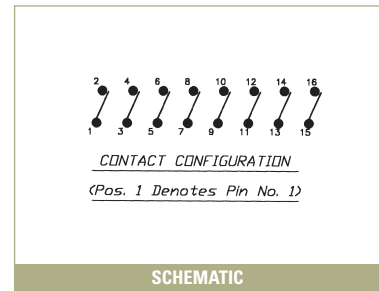 2 4 6 8 10 12 14 16
1 3 5 7 9 11 13 15
CONTACT CONFIGURATION
(Pos. 1 Denotes Pin No. 1)
SCHEMATIC